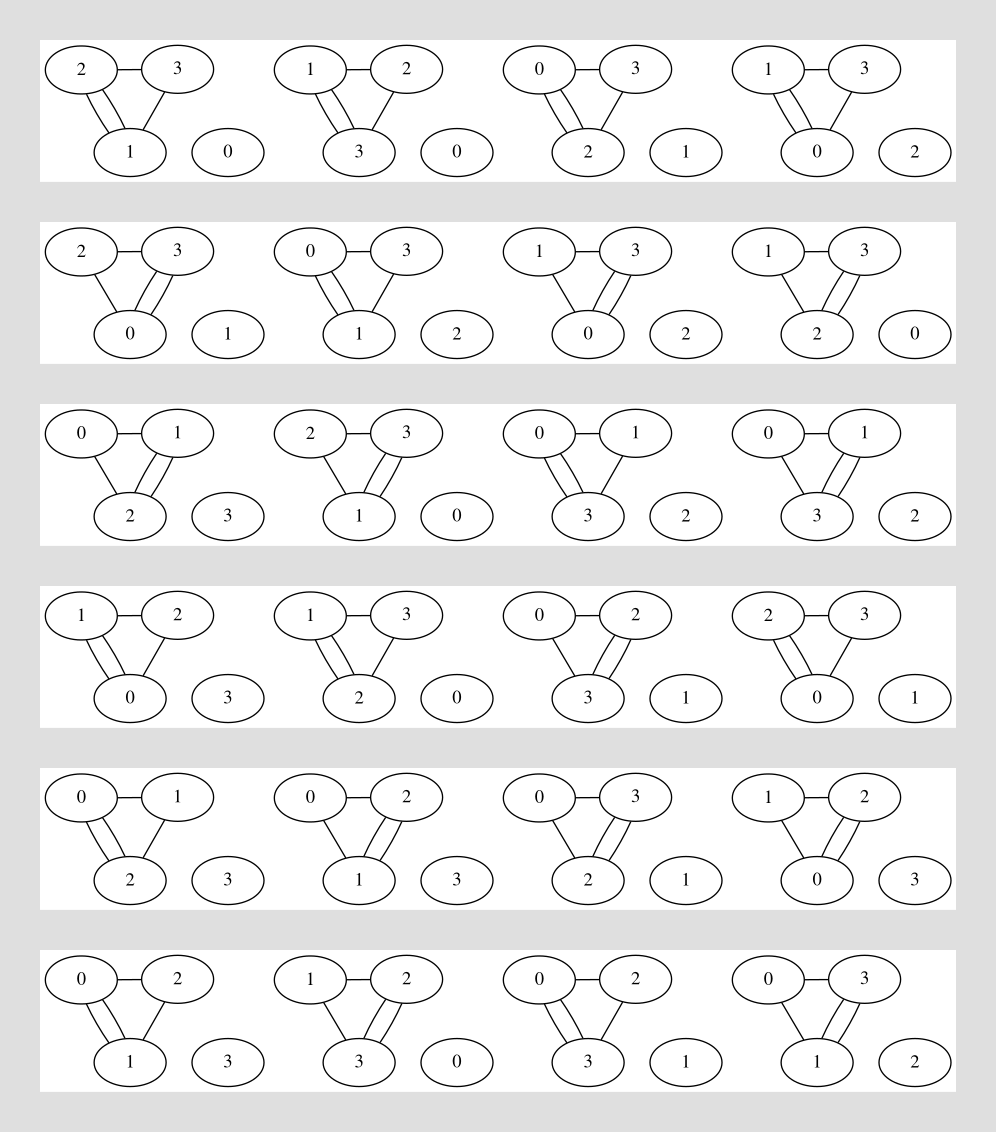 2 3 1 2 0 3 1 3
1 0 3 0 2 1 0 2
2 3 0 3 1 3 1 3
0 1 1 2 0 2 2 0
0 1 2 3 0 1 0 1
2 3 1 0 3 2 3 2
1 2 1 3 0 2 2 3
0 3 2 0 3 1 0 1
0 1 0 2 0 3 1 2
2 3 1 3 2 1 0 3
0 2 1 2 0 2 0 3
1 3 3 0 3 1 1 2